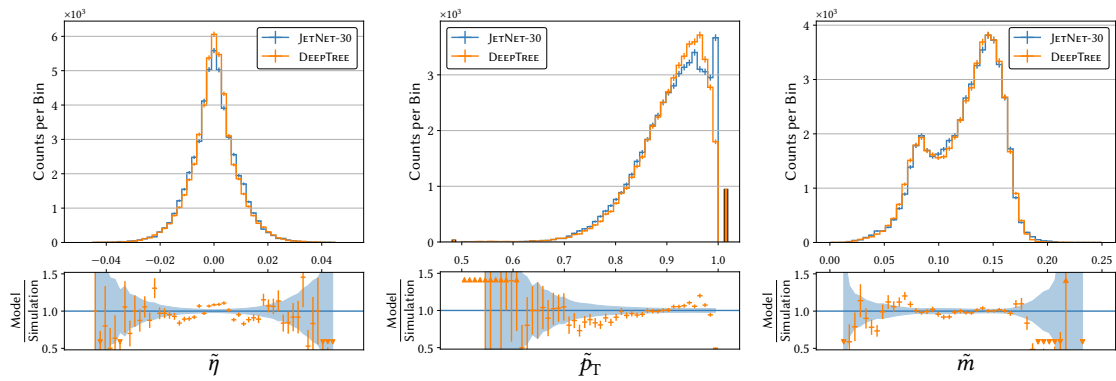 ×10³
6
5
4
3
2
1
0
Counts per Bin
JETNET-30
DEEPTREE
−0.04
−0.02
0.00
0.02
0.04
1.5
1.0
0.5
Model
Simulation
η̃
×10³
3
2
1
0
Counts per Bin
JETNET-30
DEEPTREE
0.5
0.6
0.7
0.8
0.9
1.0
1.5
1.0
0.5
Model
Simulation
p̃T
×10³
4
3
2
1
0
Counts per Bin
JETNET-30
DEEPTREE
0.00
0.05
0.10
0.15
0.20
0.25
1.5
1.0
0.5
Model
Simulation
m̃